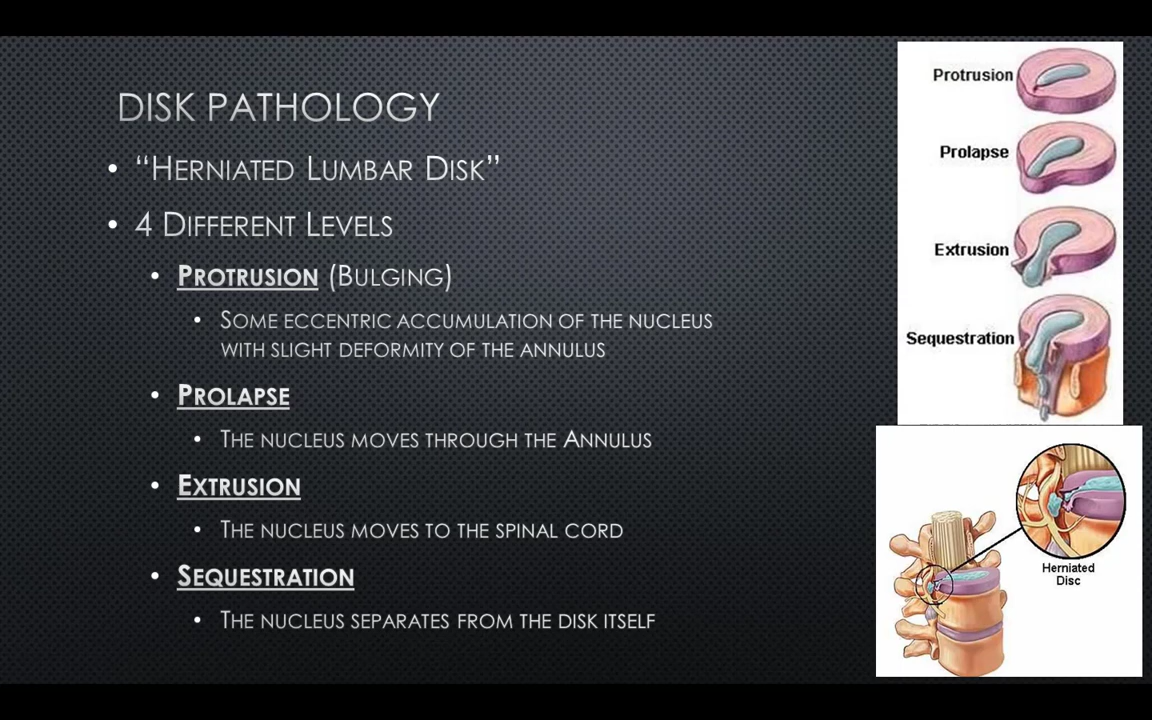 DISK PATHOLOGY
• “HERNIATED LUMBAR DISK”
• 4 DIFFERENT LEVELS
• PROTRUSION (BULGING)
• SOME ECCENTRIC ACCUMULATION OF THE NUCLEUS
WITH SLIGHT DEFORMITY OF THE ANNULUS
• PROLAPSE
• THE NUCLEUS MOVES THROUGH THE ANNULUS
• EXTRUSION
• THE NUCLEUS MOVES TO THE SPINAL CORD
• SEQUESTRATION
• THE NUCLEUS SEPARATES FROM THE DISK ITSELF
Protrusion
Prolapse
Extrusion
Sequestration
Herniated
Disc